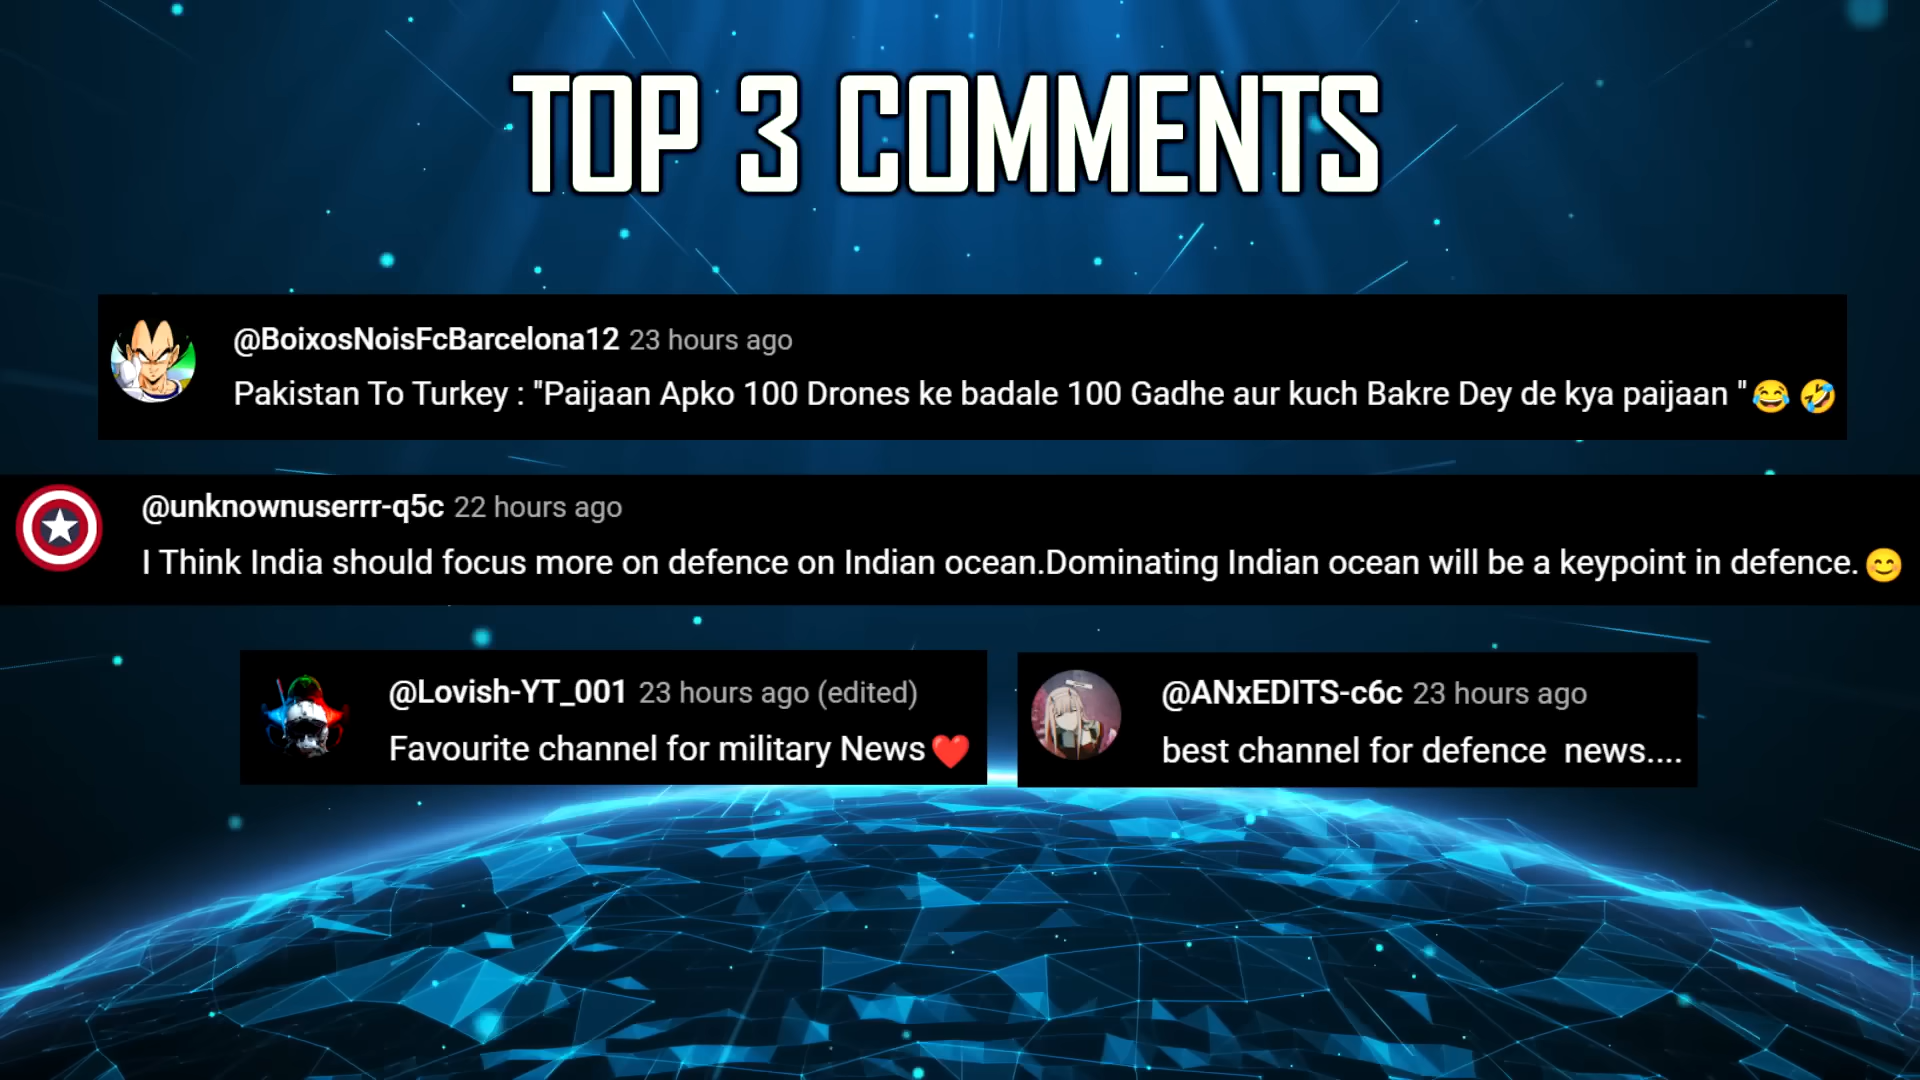 TOP 3 COMMENTS
@BoixosNoisFcBarcelona12 23 hours ago
Pakistan To Turkey : "Paijaan Apko 100 Drones ke badale 100 Gadhe aur kuch Bakre Dey de kya paijaan "😂 🤣
@unknownuserrr-q5c 22 hours ago
I Think India should focus more on defence on Indian ocean.Dominating Indian ocean will be a keypoint in defence.😊
@Lovish-YT_001 23 hours ago (edited)
Favourite channel for military News❤️
@ANxEDITS-c6c 23 hours ago
best channel for defence  news....